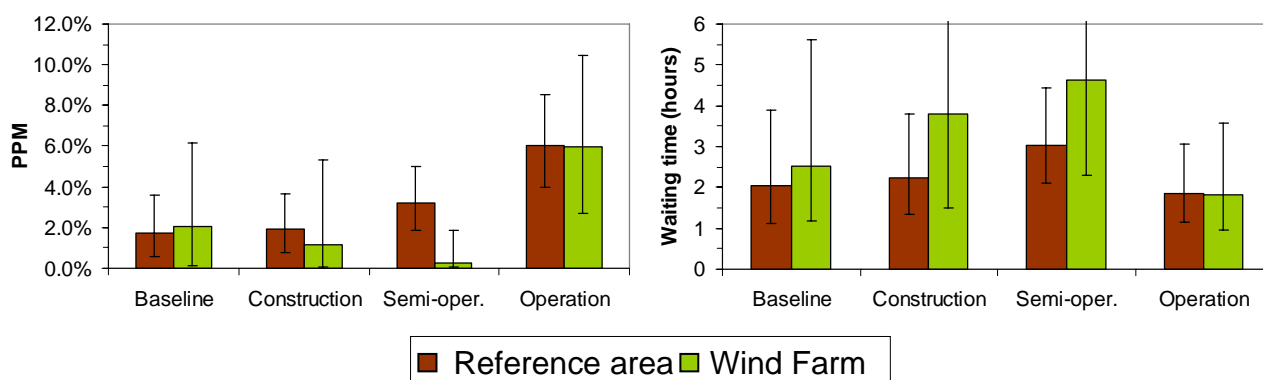 PPM
12.0%
10.0%
8.0%
6.0%
4.0%
2.0%
0.0%
Baseline Construction Semi-oper. Operation
Waiting time (hours)
6
5
4
3
2
1
0
Baseline Construction Semi-oper. Operation
Reference area Wind Farm